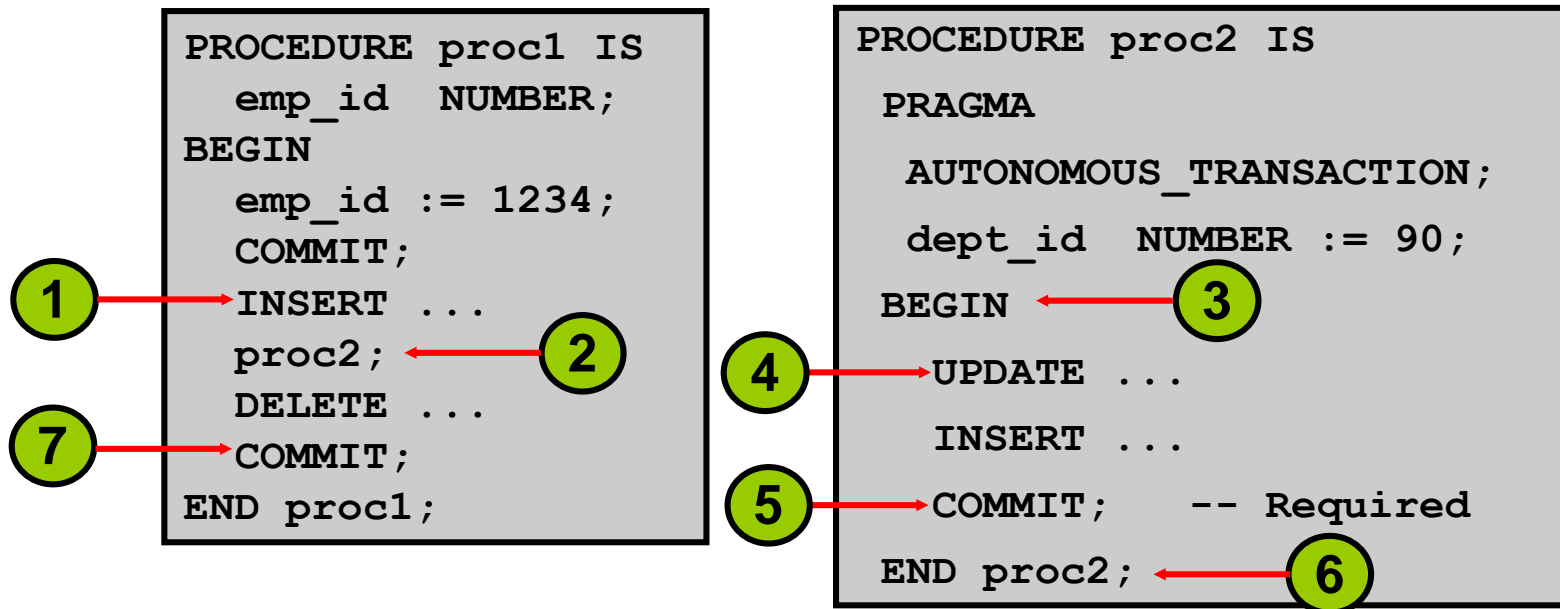 PROCEDURE proc1 IS
emp_id NUMBER;
BEGIN
emp_id := 1234;
COMMIT;
1 INSERT ...
proc2; 2
DELETE ...
7 COMMIT;
END proc1;
PROCEDURE proc2 IS
PRAGMA
AUTONOMOUS_TRANSACTION;
dept_id NUMBER := 90;
BEGIN 3
4 UPDATE ...
INSERT ...
5 COMMIT; -- Required
END proc2; 6